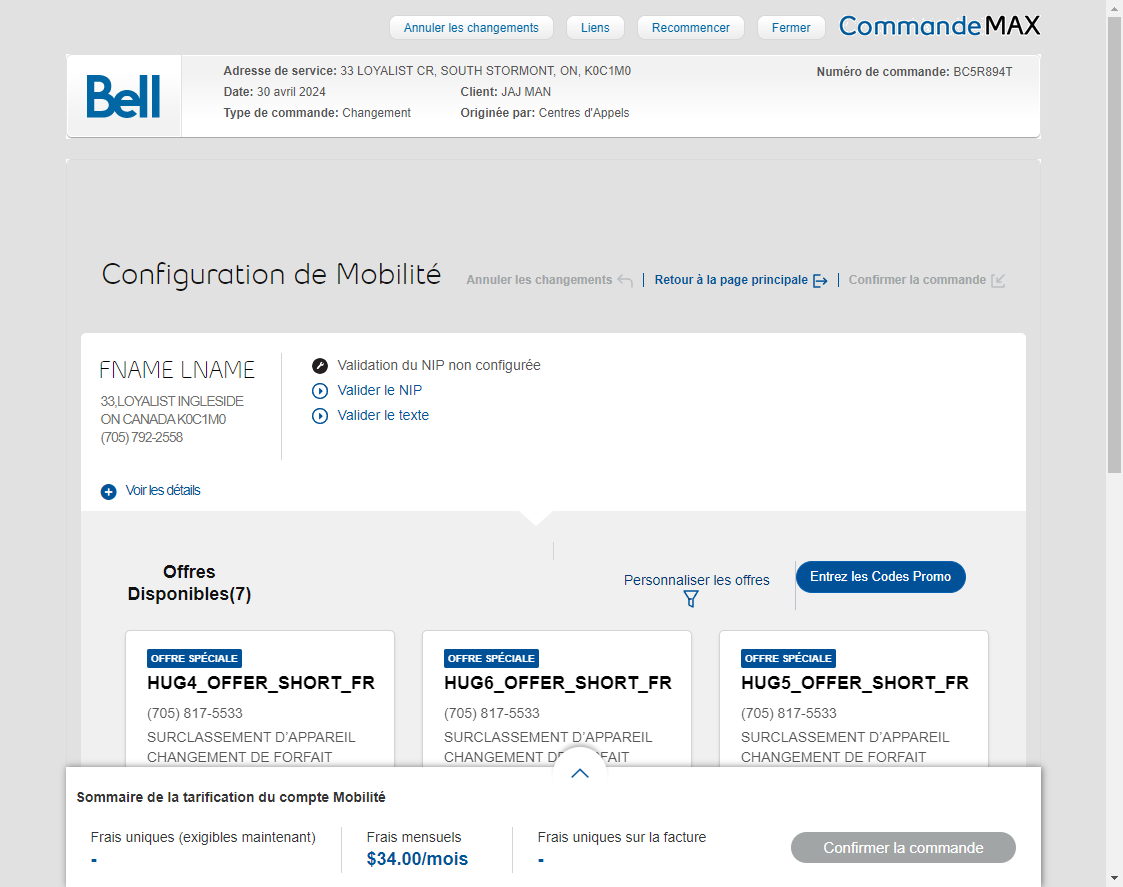 Annuler les changements
Liens
Recommencer
Fermer
CommandeMAX
Bell
Adresse de service: 33 LOYALIST CR, SOUTH STORMONT, ON, K0C1M0
Numéro de commande: BC5R894T
Date: 30 avril 2024
Client: JAJ MAN
Type de commande: Changement
Originée par: Centres d'Appels
Configuration de Mobilité
Annuler les changements
Retour à la page principale
Confirmer la commande
FNAME LNAME
33,LOYALIST INGLESIDE
ON CANADA K0C1M0
(705) 792-2558
Validation du NIP non configurée
Valider le NIP
Valider le texte
Voir les détails
Offres
Disponibles(7)
Personnaliser les offres
Entrez les Codes Promo
OFFRE SPÉCIALE
HUG4_OFFER_SHORT_FR
(705) 817-5533
SURCLASSEMENT D’APPAREIL
CHANGEMENT DE FORFAIT
OFFRE SPÉCIALE
HUG6_OFFER_SHORT_FR
(705) 817-5533
SURCLASSEMENT D’APPAREIL
CHANGEMENT DE FORFAIT
OFFRE SPÉCIALE
HUG5_OFFER_SHORT_FR
(705) 817-5533
SURCLASSEMENT D’APPAREIL
CHANGEMENT DE FORFAIT
Sommaire de la tarification du compte Mobilité
Frais uniques (exigibles maintenant)
-
Frais mensuels
$34.00/mois
Frais uniques sur la facture
-
Confirmer la commande